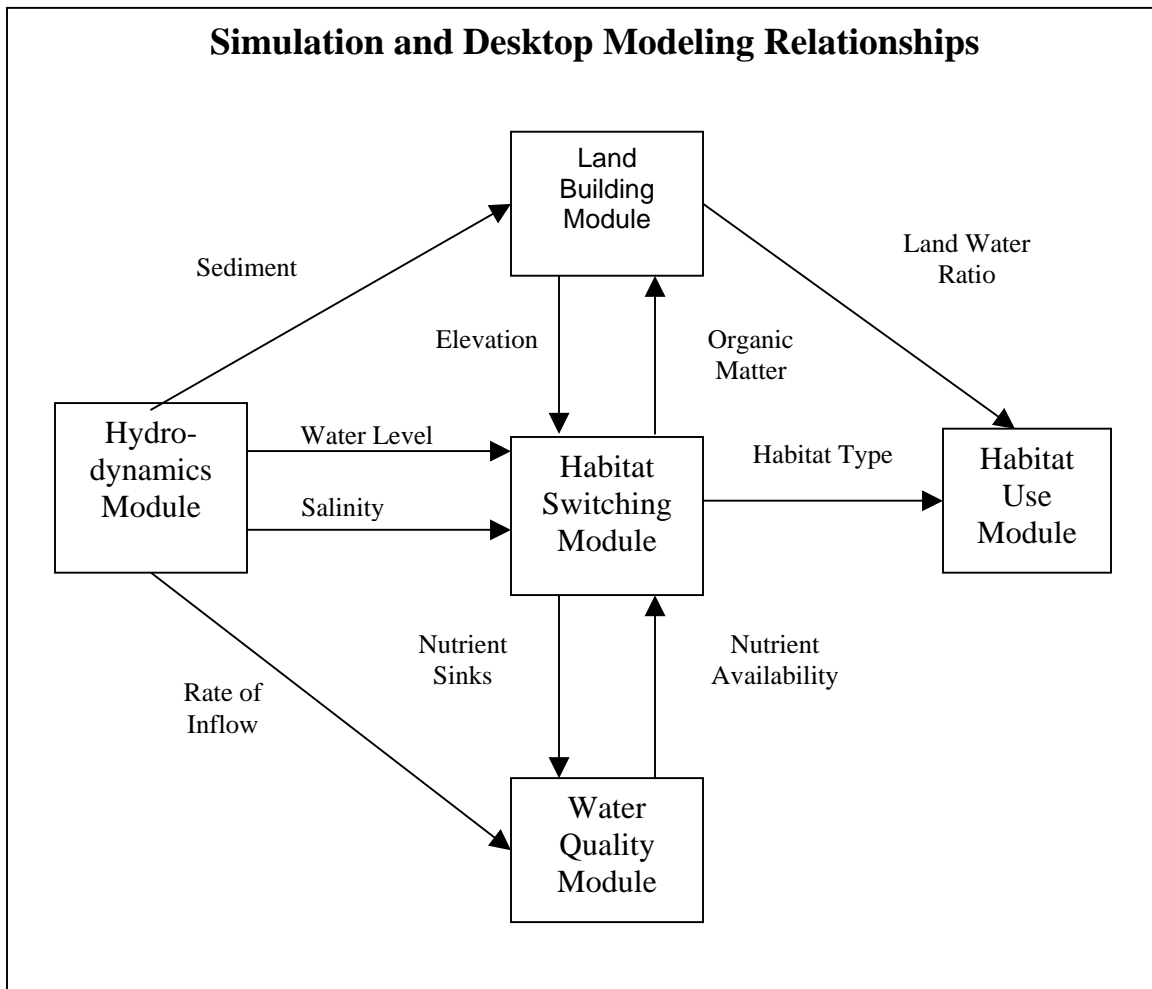 Simulation and Desktop Modeling Relationships
Land
Building
Module
Land Water
Ratio
Sediment
Elevation
Organic
Matter
Hydro-
dynamics
Module
Water Level
Salinity
Habitat
Switching
Module
Habitat Type
Habitat
Use
Module
Nutrient
Sinks
Nutrient
Availability
Rate of
Inflow
Water
Quality
Module